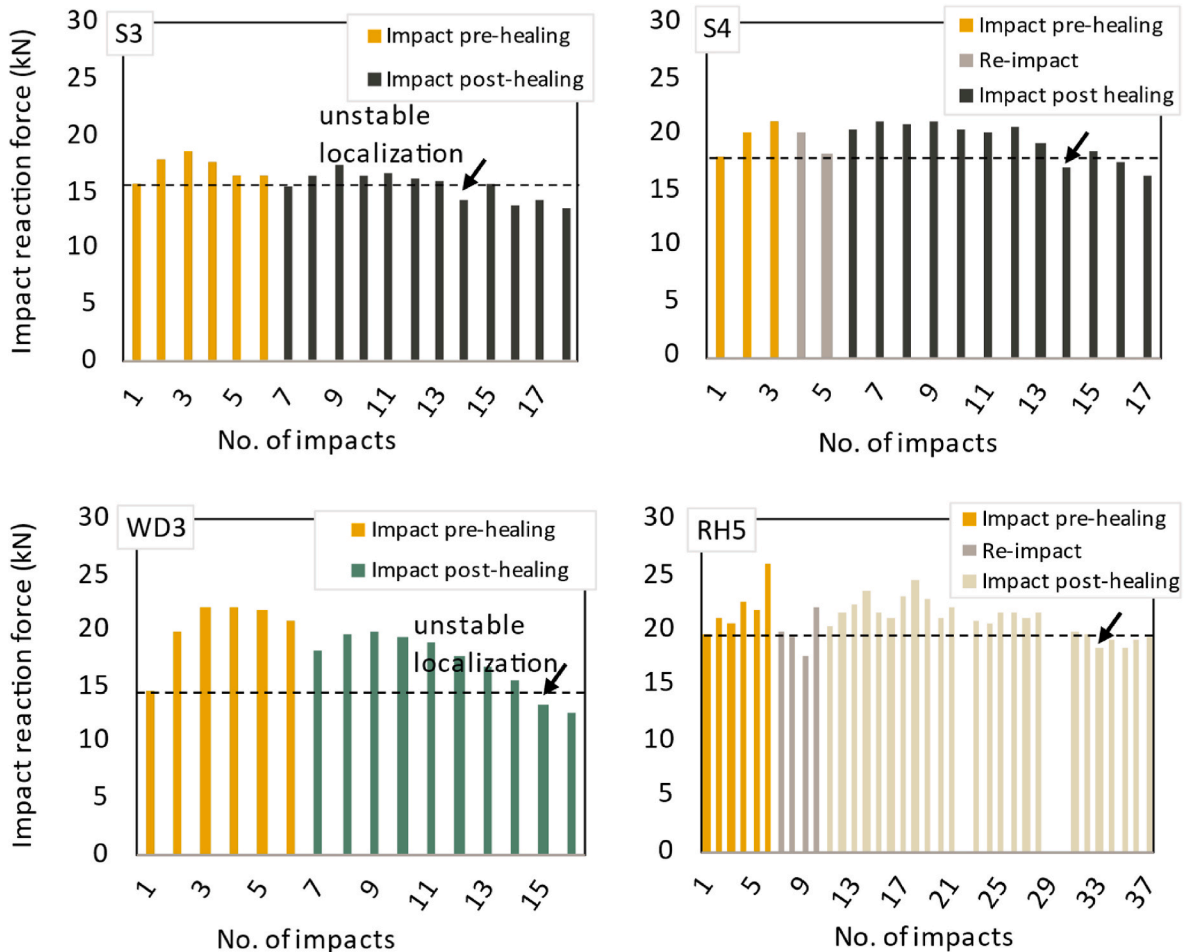 S3
Impact pre-healing
Impact post-healing
unstable
localization
Impact reaction force (kN)
30
25
20
15
10
5
0
1 3 5 7 9 11 13 15 17
No. of impacts
S4
Impact pre-healing
Re-impact
Impact post healing
30
25
20
15
10
5
0
1 3 5 7 9 11 13 15 17
No. of impacts
WD3
Impact pre-healing
Impact post-healing
unstable
localization
Impact reaction force (kN)
30
25
20
15
10
5
0
1 3 5 7 9 11 13 15
No. of impacts
RH5
Impact pre-healing
Re-impact
Impact post-healing
30
25
20
15
10
5
0
1 5 9 13 17 21 25 29 33 37
No. of impacts